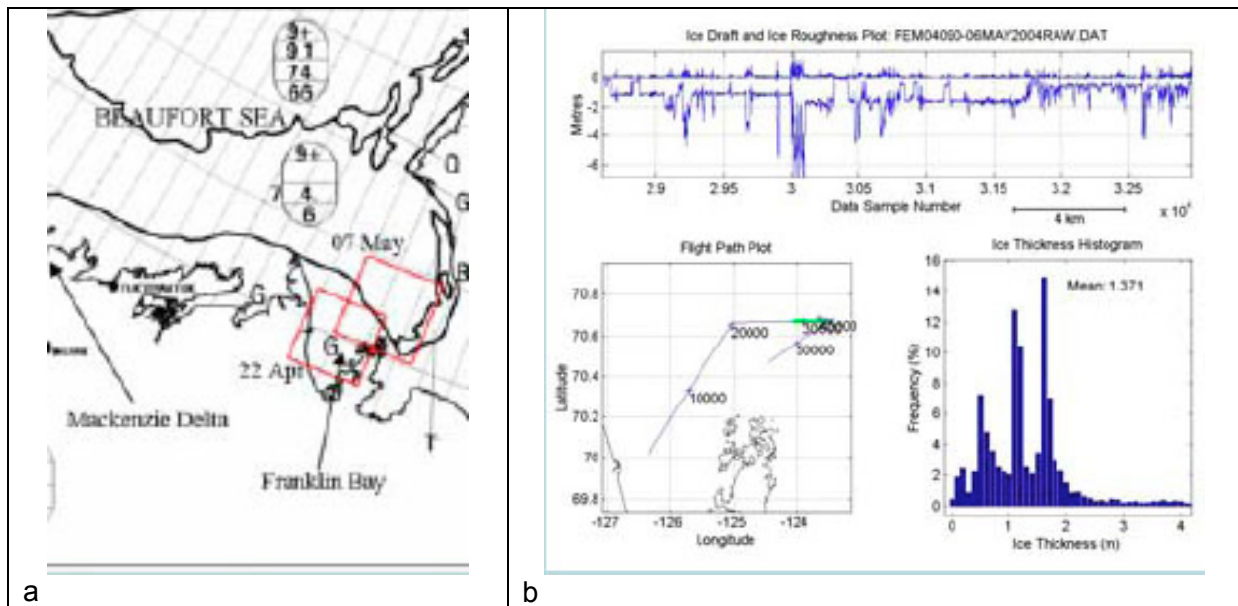 9+
9 1
74
BEAUFORT SEA
9+
7 4
6
Q
G
07 May
B
G
G
22 Apr
Mackenzie Delta
T
Franklin Bay
a
Ice Draft and Ice Roughness Plot: FEM04090-06MAY2004RAW.DAT
0
-2
-4
-6
Metres
2.9 2.95 3 3.05 3.1 3.15 3.2 3.25
Data Sample Number
4 km
x 10⁴
Flight Path Plot
70.8
70.6
70.4
70.2
70
69.8
Latitude
20000
30000
50000
10000
-127 -126 -125 -124
Longitude
Ice Thickness Histogram
Mean: 1.371
16
14
12
10
8
6
4
2
0
Frequency (%)
0 1 2 3 4
Ice Thickness (m)
b